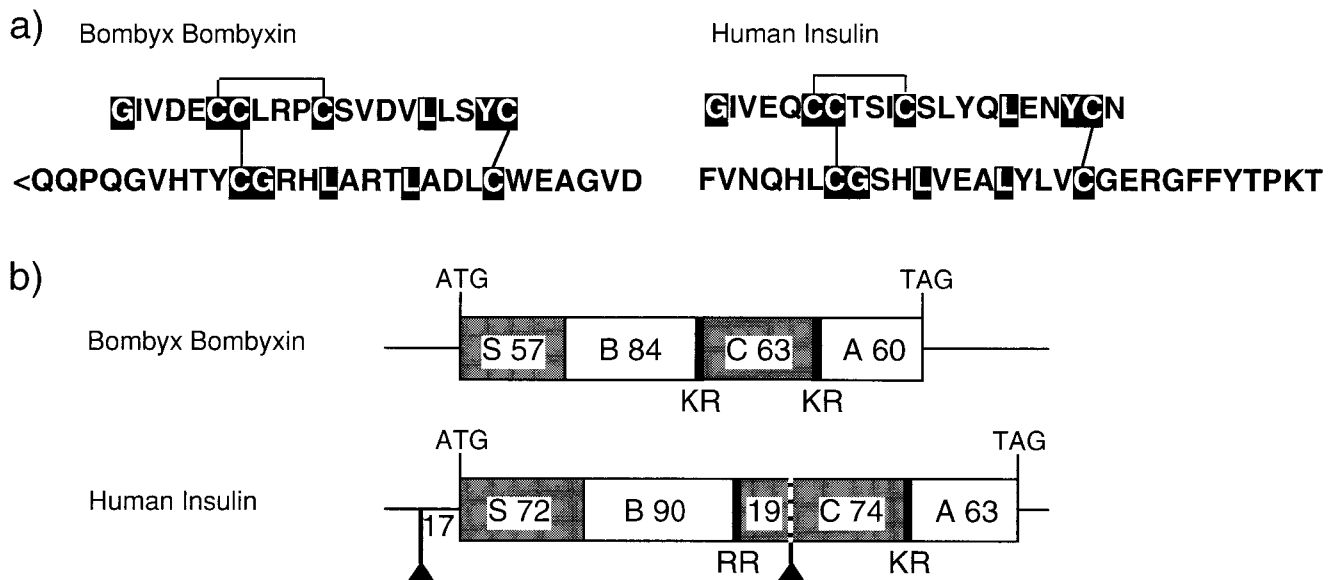 a) Bombyx Bombyxin Human Insulin
GIVDECCLRPCSVDVLLSYC GIVEQCCTSICSLYQLENYCN
<QQPQGVHTYCGRHLARTLADLCWEAGVD FVNQHLCGSHLVEALYLVCGERGFFYTPKT
b)
ATG TAG
Bombyx Bombyxin S 57 B 84 C 63 A 60
KR KR
ATG TAG
Human Insulin 17 S 72 B 90 19 C 74 A 63
RR KR